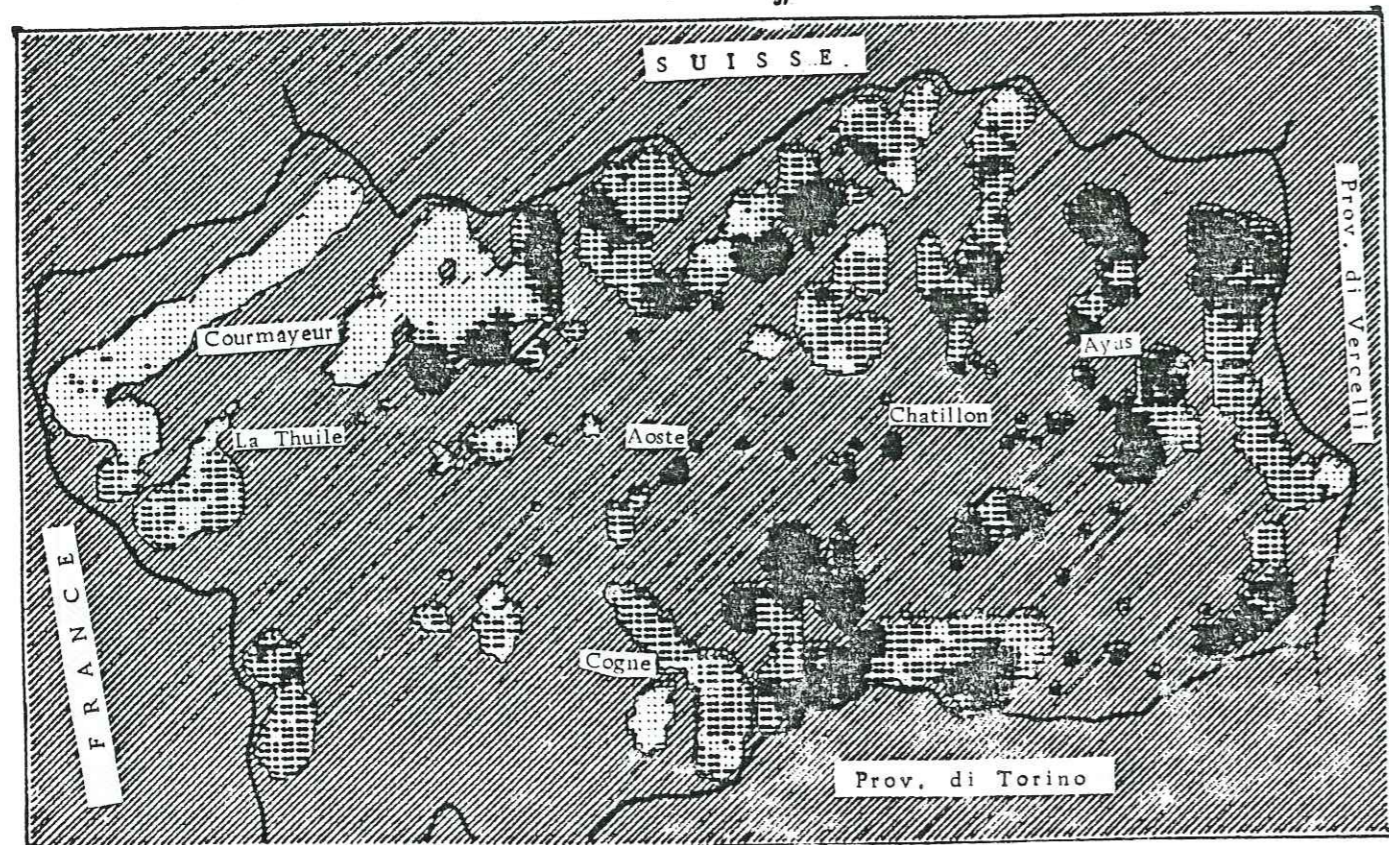 SUISSE.
Prov. di Vercelli
Courmayeur
Ayas
La Thuile
Aoste
Chatillon
FRANCE
Cogne
Prov. di Torino